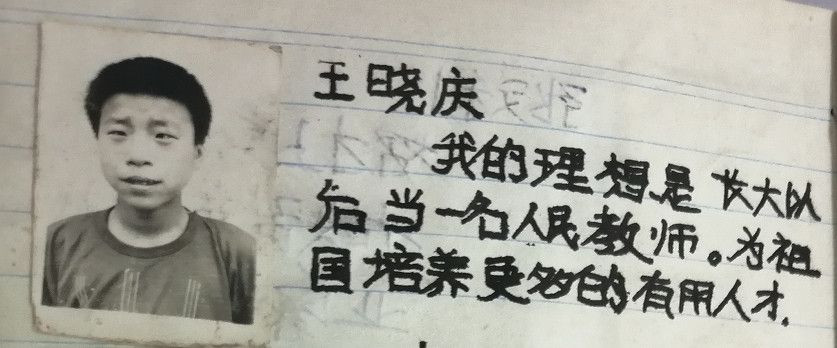 王晓庆
我的理想是长大以
后当一名人民教师。为祖
国培养更多的有用人才.